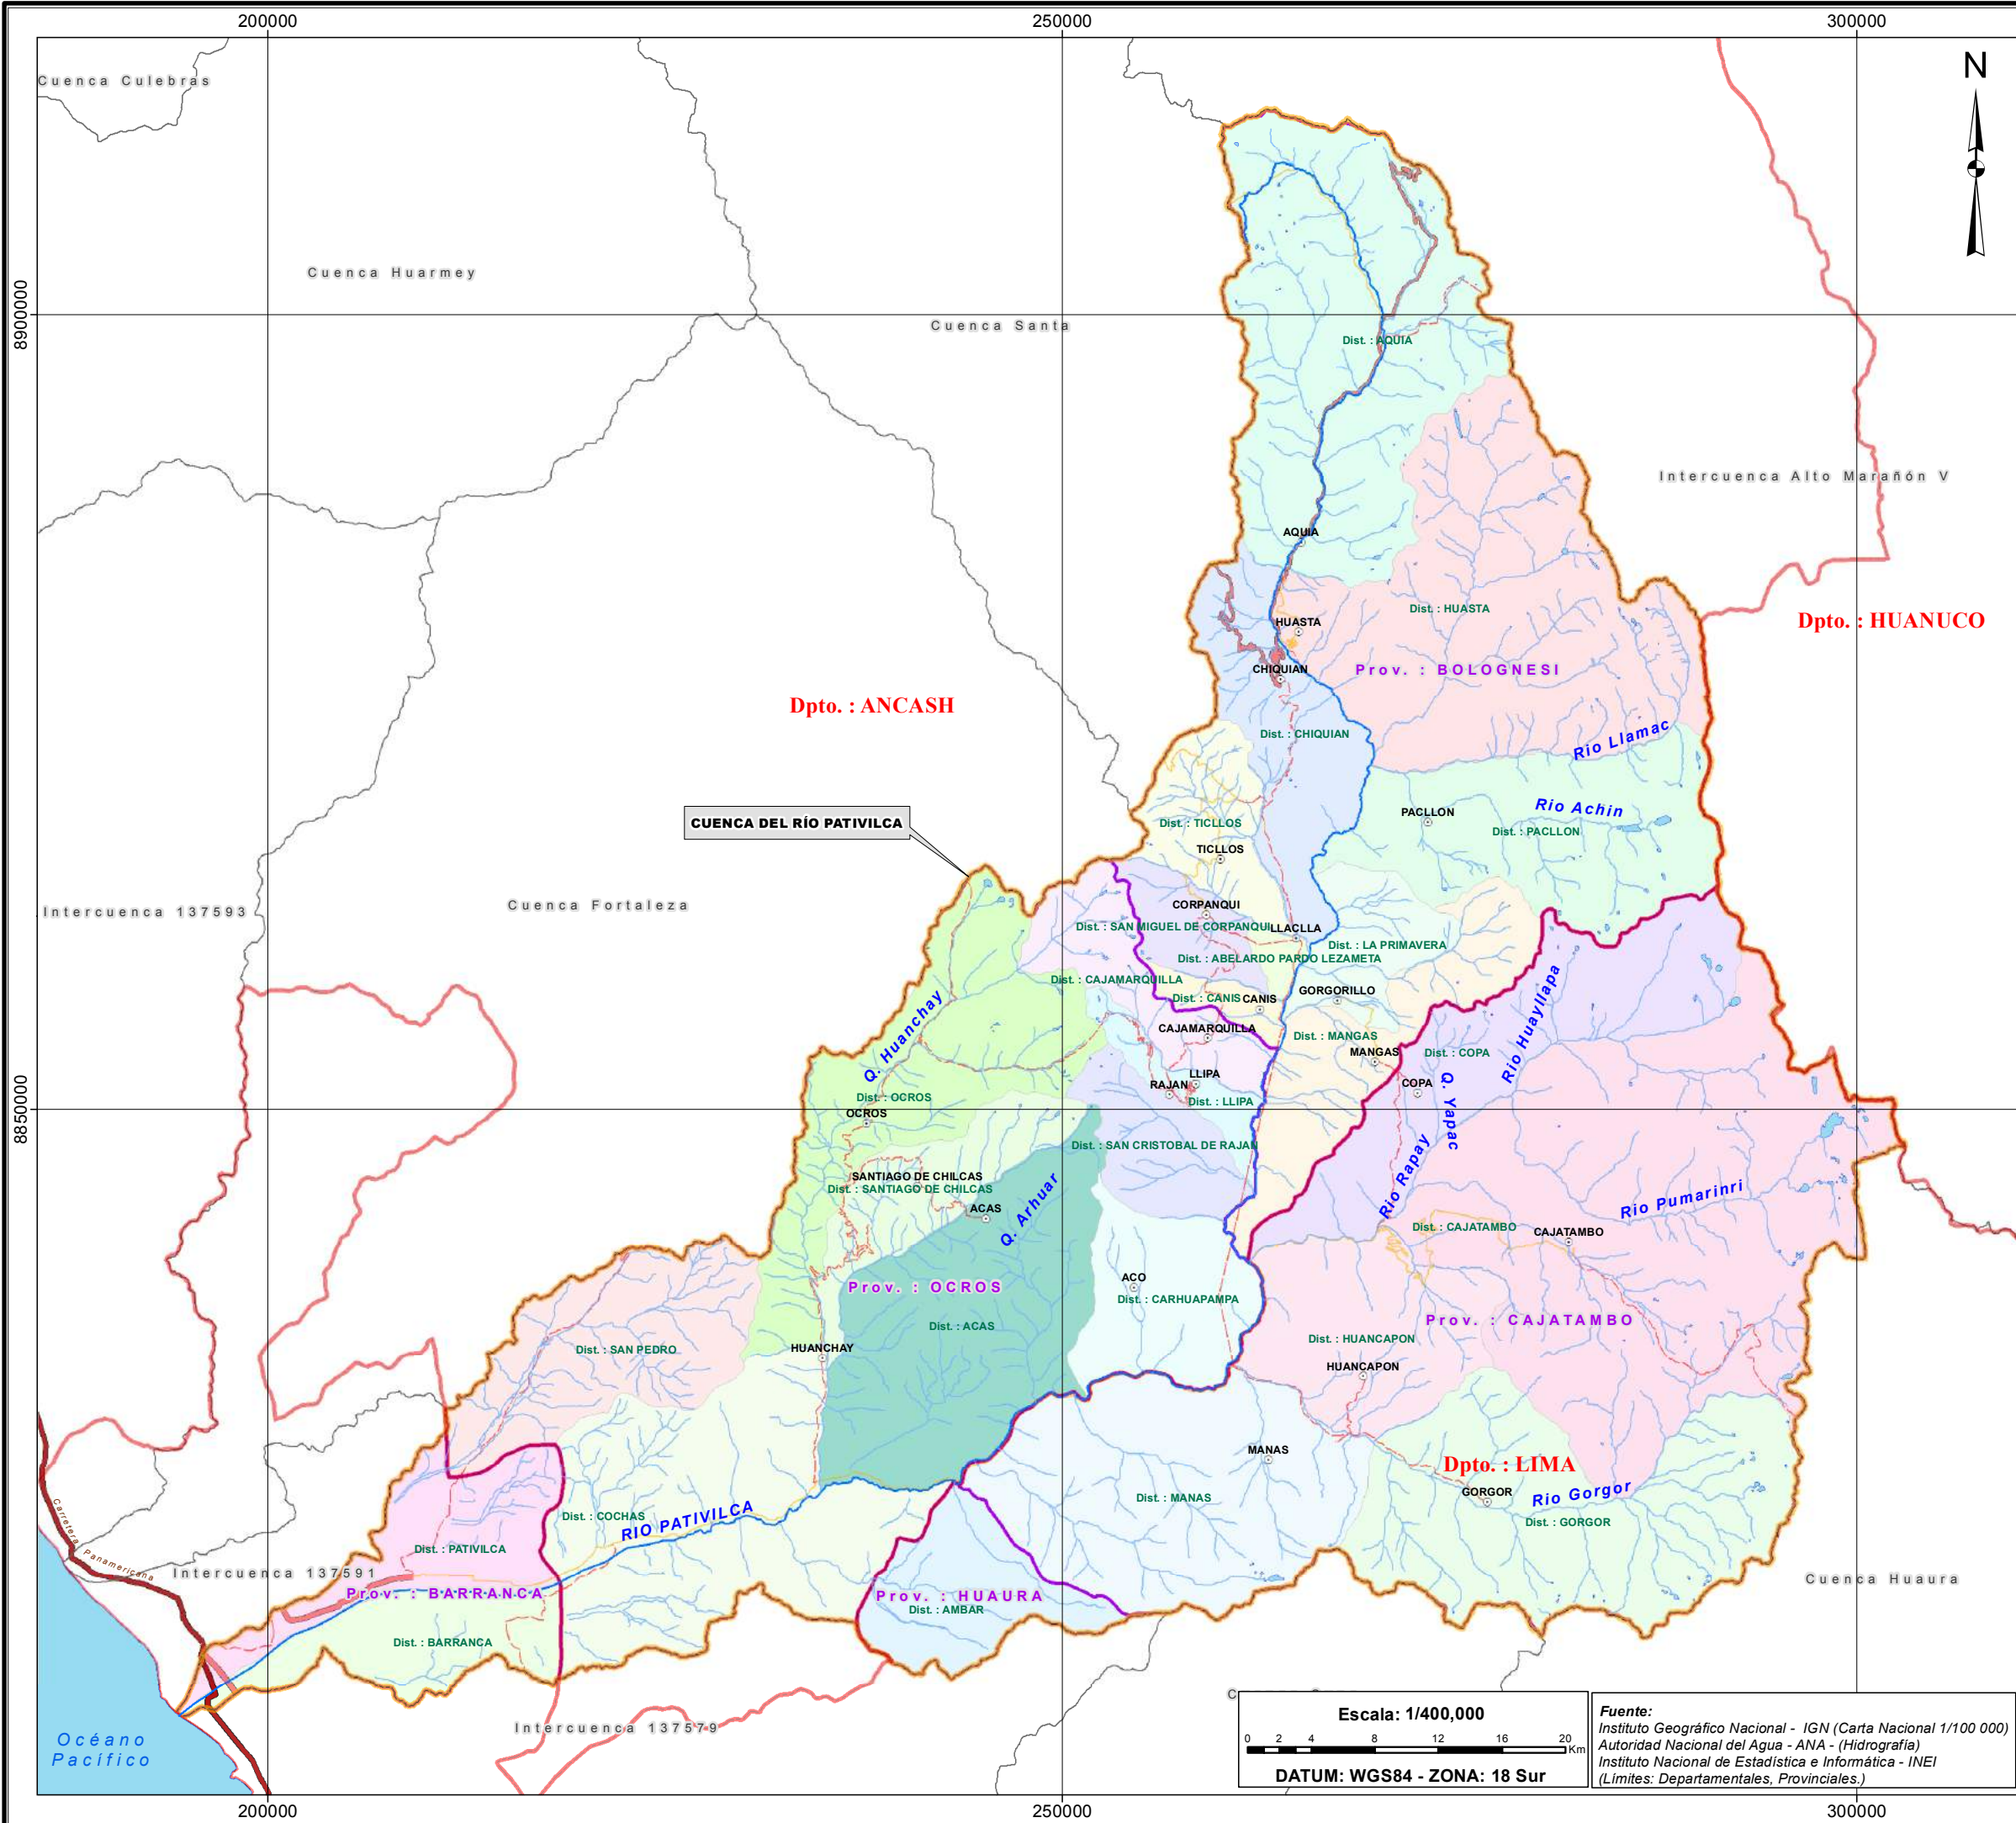 200000
250000
300000
Cuenca Culebras
N
Cuenca Huarmey
8900000
Cuenca Santa
Dist. : AQUIA
Intercuenca Alto Marañón V
AQUIA
Dist. : HUASTA
Dpto. : HUANUCO
HUASTA
CHIQUIAN
Prov. : BOLOGNESI
Dpto. : ANCASH
Dist. : CHIQUIAN
Rio Llamac
Rio Achin
PACLLON
CUENCA DEL RÍO PATIVILCA
Dist. : TICLLOS
Dist. : PACLLON
TICLLOS
Cuenca Fortaleza
CORPANQUI
Intercuenca 137593
Dist. : SAN MIGUEL DE CORPANQUI
LLACLLA
Dist. : LA PRIMAVERA
Dist. : ABELARDO PARDO LEZAMETA
Dist. : CAJAMARQUILLA
GORGORILLO
Dist. : CANIS
CANIS
Rio Huayllapa
Q. Huanchay
CAJAMARQUILLA
Dist. : MANGAS
MANGAS
Dist. : COPA
LLIPA
RAJAN
COPA
Q. Yapac
Dist. : OCROS
Dist. : LLIPA
8850000
OCROS
Dist. : SAN CRISTOBAL DE RAJAN
Rio Rapay
SANTIAGO DE CHILCAS
Dist. : SANTIAGO DE CHILCAS
ACAS
Q. Arhuar
Rio Pumarinri
Dist. : CAJATAMBO
CAJATAMBO
ACO
Prov. : OCROS
Dist. : CARHUAPAMPA
Dist. : ACAS
Prov. : CAJATAMBO
Dist. : HUANCAPON
HUANCHAY
Dist. : SAN PEDRO
HUANCAPON
MANAS
Dpto. : LIMA
GORGOR
Rio Gorgor
Dist. : MANAS
Dist. : COCHAS
RIO PATIVILCA
Dist. : GORGOR
Carretera Panamericana
Dist. : PATIVILCA
Intercuenca 137591
Prov. : BARRANCA
Prov. : HUAURA
Cuenca Huaura
Dist. : AMBAR
Dist. : BARRANCA
Intercuenca 137579
Océano
Pacífico
Escala: 1/400,000
0 2 4 8 12 16 20
Km
DATUM: WGS84 - ZONA: 18 Sur
Fuente:
Instituto Geográfico Nacional - IGN (Carta Nacional 1/100 000)
Autoridad Nacional del Agua - ANA - (Hidrografía)
Instituto Nacional de Estadística e Informática - INEI
(Límites: Departamentales, Provinciales.)
200000
250000
300000